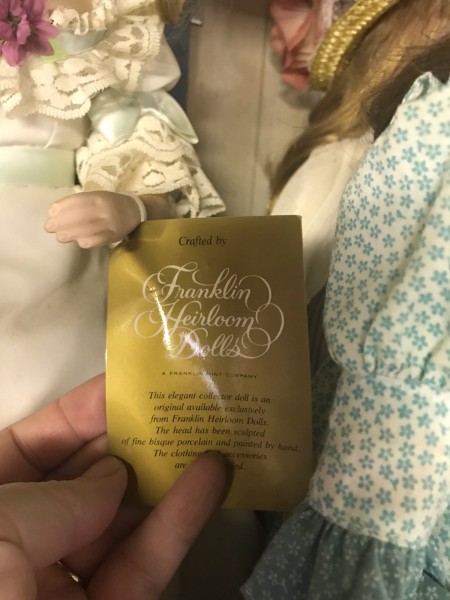 Crafted by
Franklin
Heirloom
Dolls
A FRANKLIN MINT COMPANY
This elegant collector doll is an
original available exclusively
from Franklin Heirloom Dolls.
The head has been sculpted
of fine bisque porcelain and painted by hand.
The clothing accessories
are